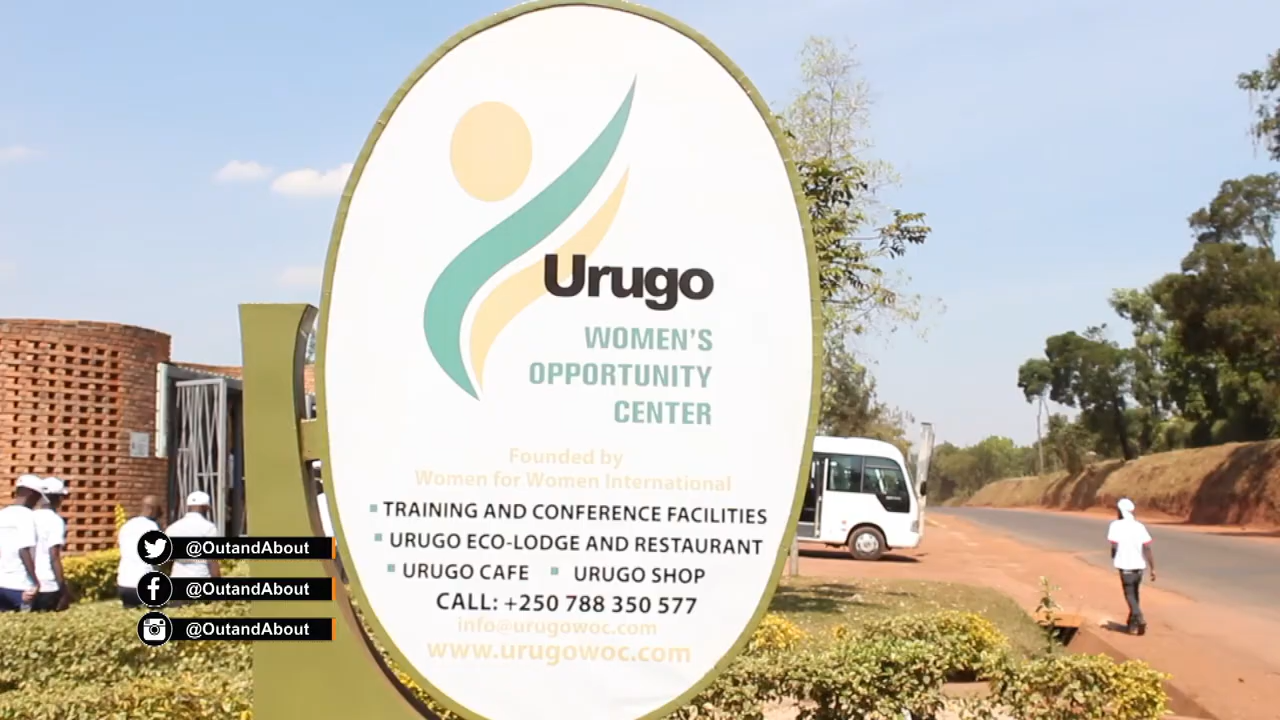 Urugo
WOMEN'S
OPPORTUNITY
CENTER
Founded by
Women for Women International
TRAINING AND CONFERENCE FACILITIES
URUGO ECO-LODGE AND RESTAURANT
URUGO CAFE URUGO SHOP
CALL: +250 788 350 577
info@urugowoc.com
www.urugowoc.com
@OutandAbout
@OutandAbout
@OutandAbout